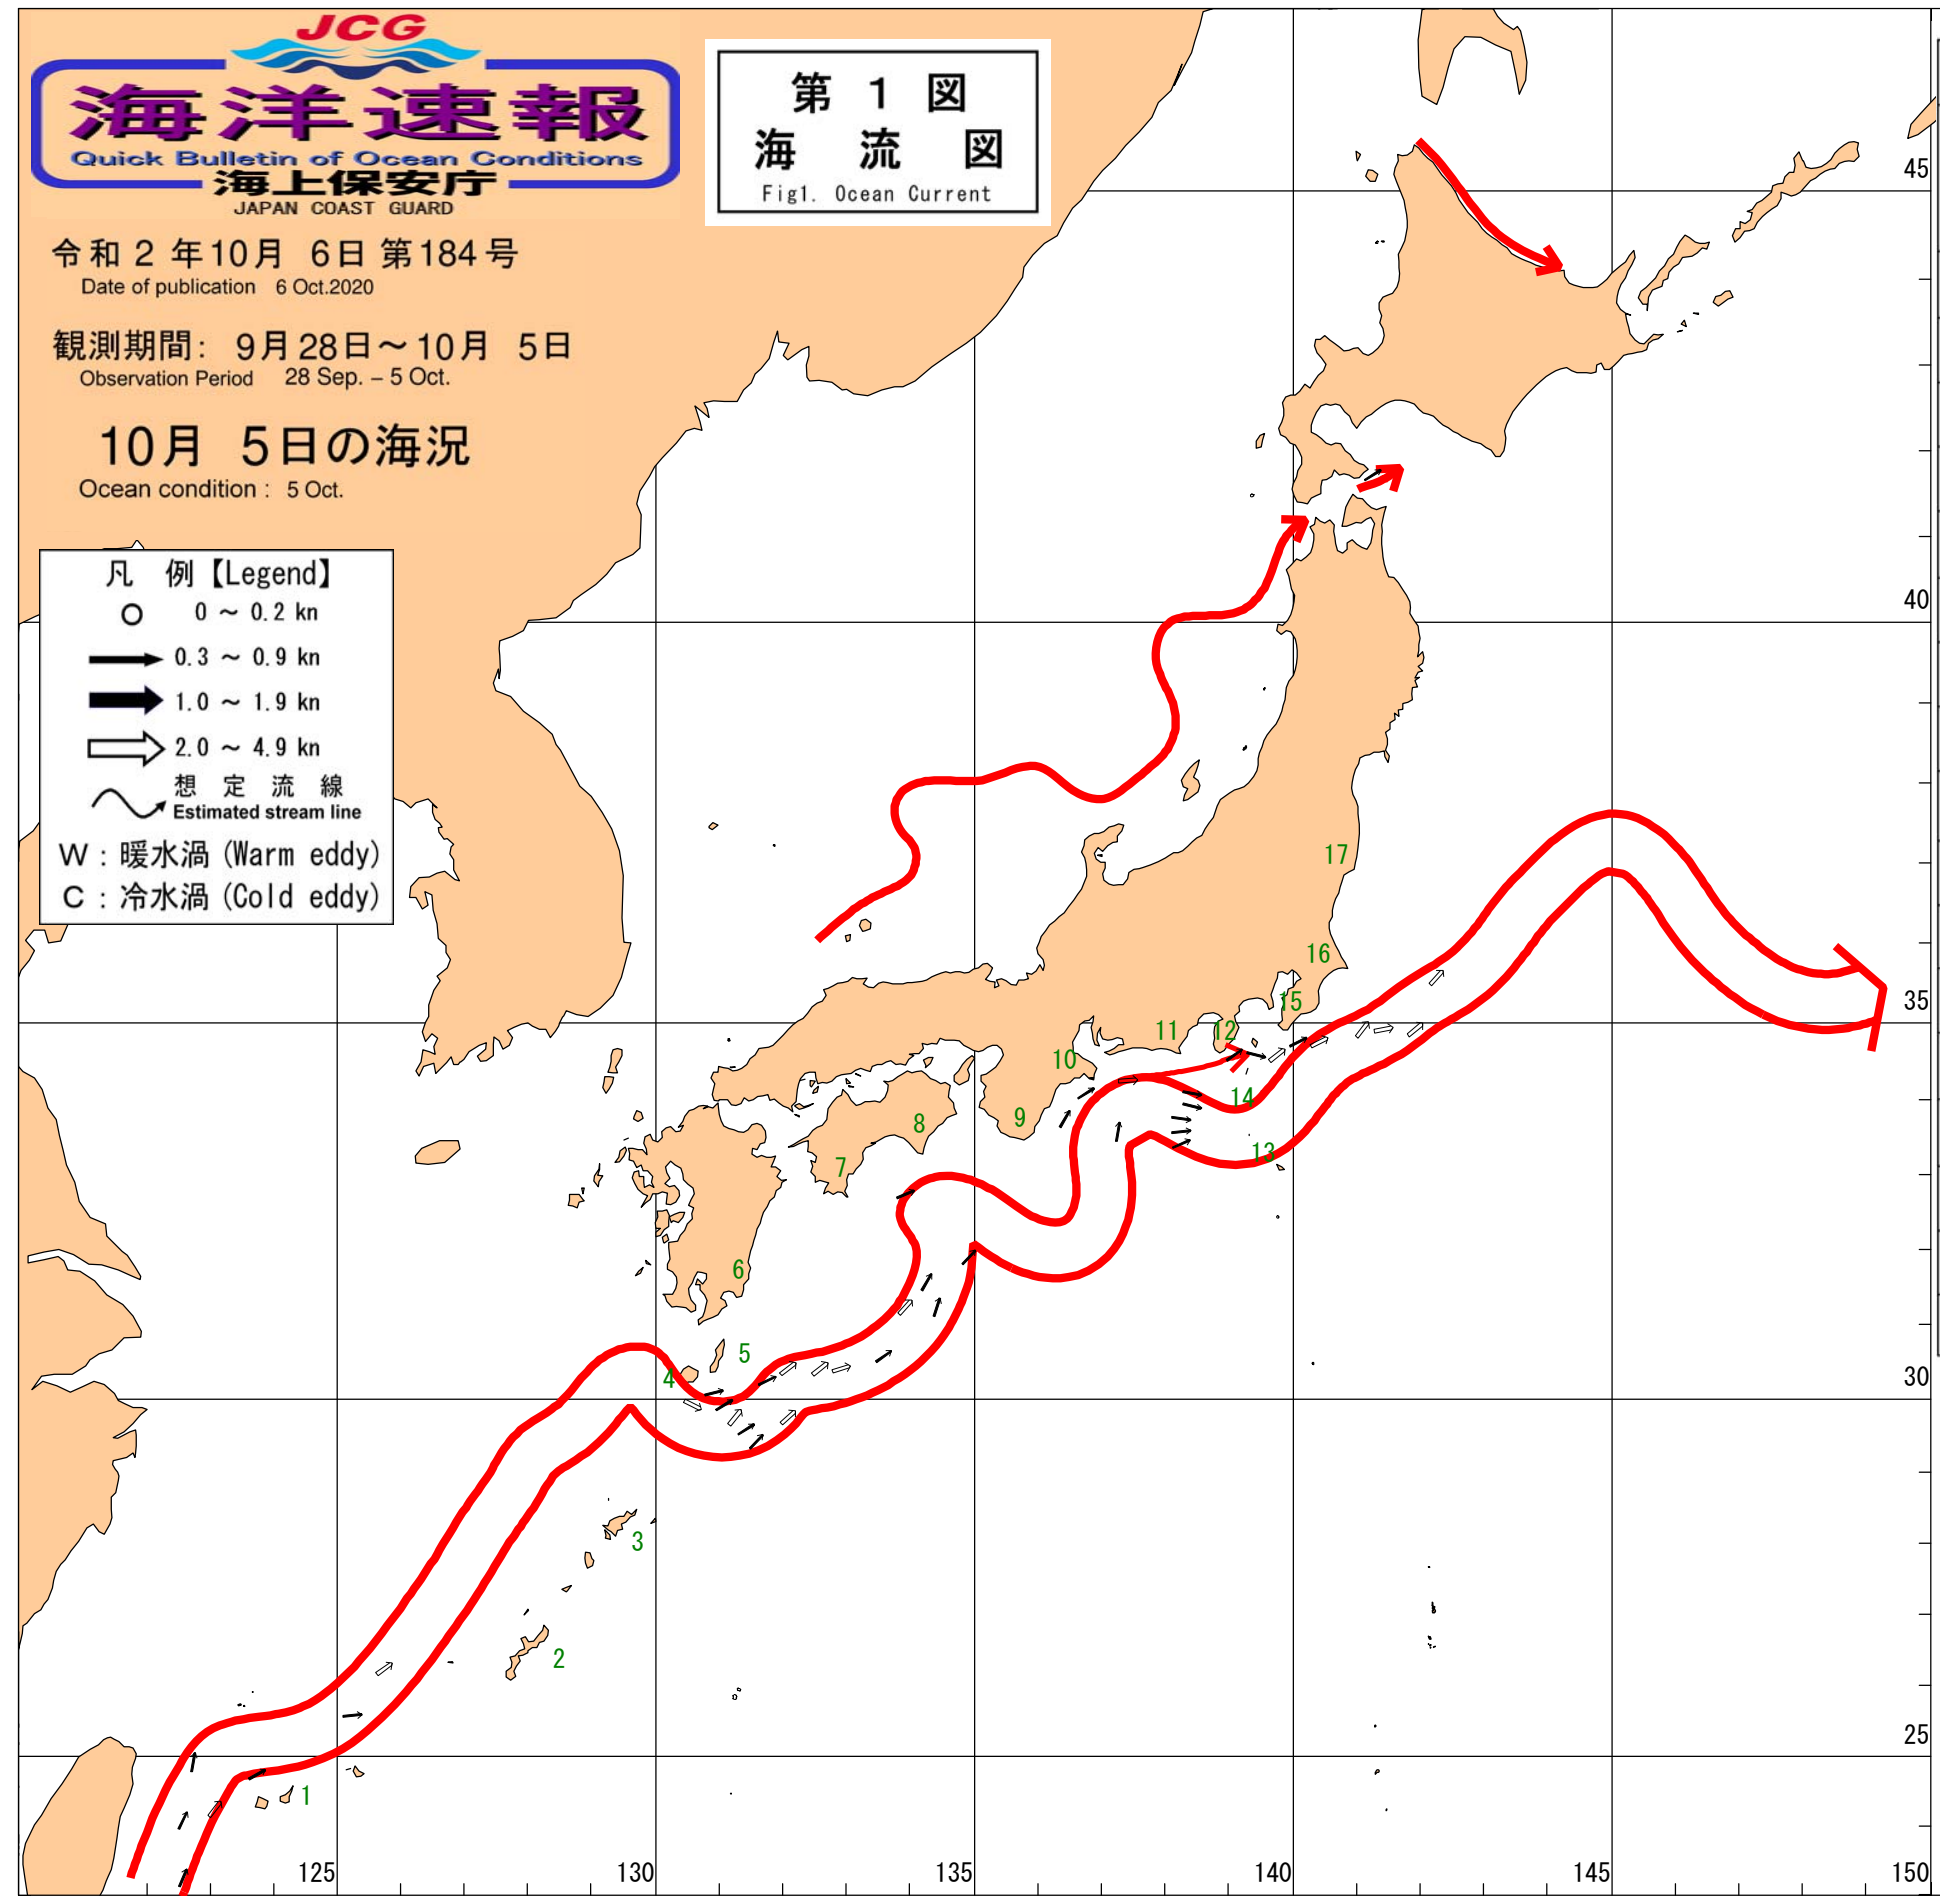 JCG
海洋速報
Quick Bulletin of Ocean Conditions
海上保安庁
JAPAN COAST GUARD
第 1 図
海 流 図
Fig1. Ocean Current
令和 2 年10月 6日 第184号
Date of publication 6 Oct.2020
観測期間: 9月28日～10月 5日
Observation Period 28 Sep. – 5 Oct.
10月 5日の海況
Ocean condition : 5 Oct.
凡 例【Legend】
0 ～ 0.2 kn
0.3 ～ 0.9 kn
1.0 ～ 1.9 kn
2.0 ～ 4.9 kn
想 定 流 線
Estimated stream line
W : 暖水渦 (Warm eddy)
C : 冷水渦 (Cold eddy)
45
40
17
16
35
15
12
11
10
14
9
8
13
7
6
5
30
4
3
2
25
1
125
130
135
140
145
150